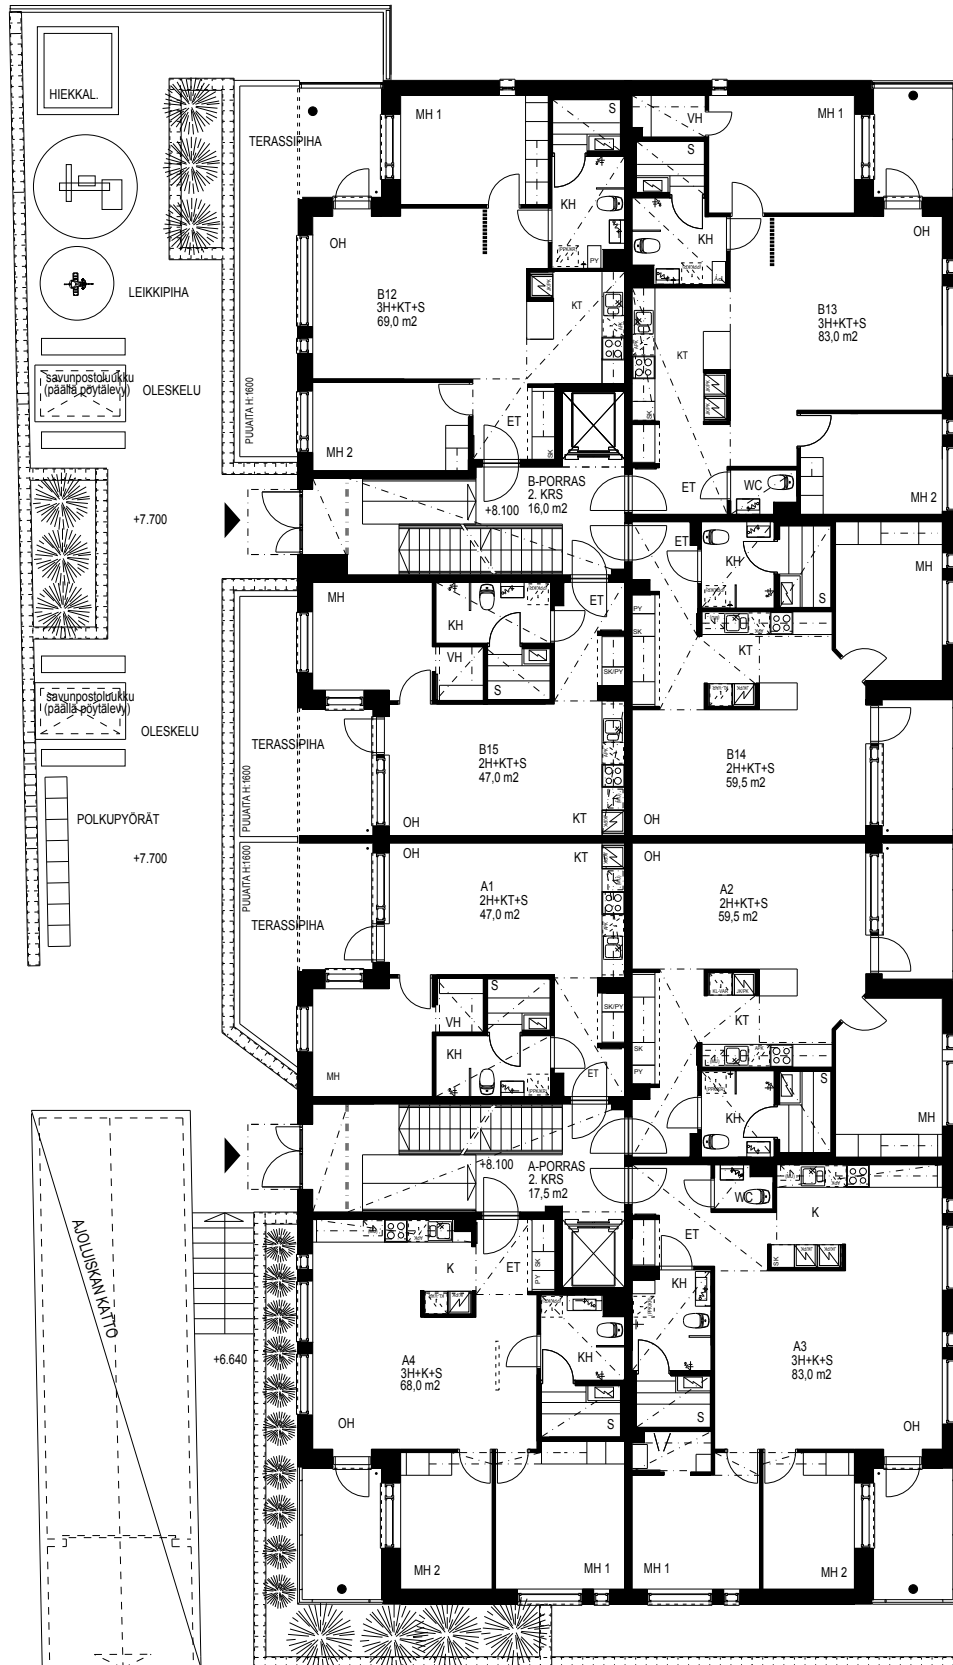 HIEKKAL.
TERASSIPIHA
MH 1
S
VH
MH 1
S
KH
KH
PY
OH
OH
LEIKKIPIHA
B12
3H+KT+S
69,0 m2
KT
B13
3H+KT+S
83,0 m2
KT
savunpostoluukku
(päällä pöytälevy)
OLESKELU
PUUAITA H:1600
ET
SK
SK
MH 2
WC
ET
MH 2
B-PORRAS
2. KRS
16,0 m2
+8.100
+7.700
ET
KH
MH
MH
ET
S
KH
PY
SK
VH
SK/PY
KT
S
savunpostoluukku
(päällä pöytälevy)
OLESKELU
TERASSIPIHA
B15
2H+KT+S
47,0 m2
B14
2H+KT+S
59,5 m2
PUUAITA H:1600
POLKUPYÖRÄT
OH
KT
OH
+7.700
OH
KT
OH
PUUAITA H:1600
A1
2H+KT+S
47,0 m2
A2
2H+KT+S
59,5 m2
TERASSIPIHA
S
SK/PY
VH
KT
KH
SK
PY
MH
ET
S
KH
MH
+8.100
A-PORRAS
2. KRS
17,5 m2
WC
K
AJOLUISKAN KATTO
ET
SK
K
ET
SK
PY
KH
+6.640
A4
3H+K+S
68,0 m2
KH
A3
3H+K+S
83,0 m2
OH
S
S
OH
MH 2
MH 1
MH 1
MH 2